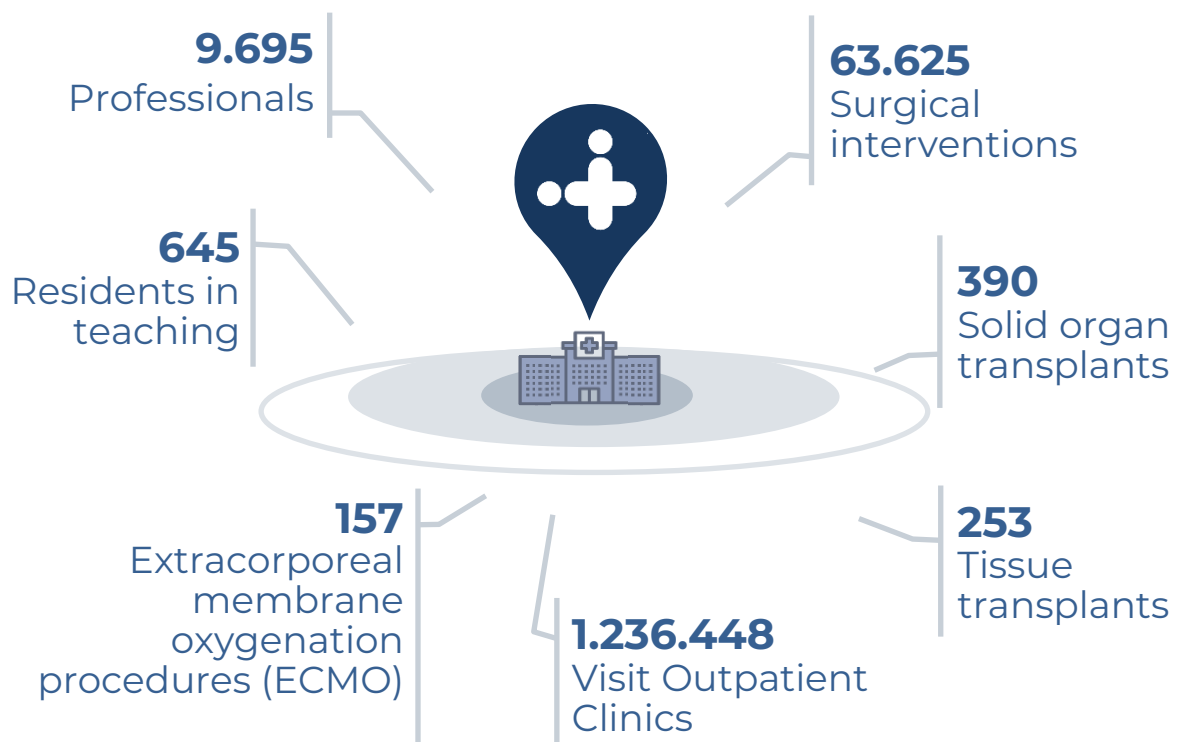 9.695
Professionals
63.625
Surgical
interventions
645
Residents in
teaching
390
Solid organ
transplants
157
Extracorporeal
membrane
oxygenation
procedures (ECMO)
1.236.448
Visit Outpatient
Clinics
253
Tissue
transplants